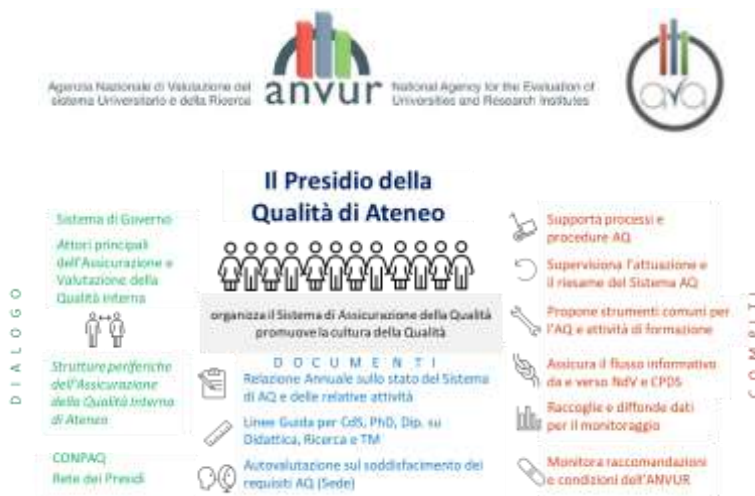 Agenzia Nazionale di Valutazione del
sistema Universitario e della Ricerca
anvur
National Agency for the Evaluation of
Universities and Research Institutes
ava
Il Presidio della
Qualità di Ateneo
organizza il Sistema di Assicurazione della Qualità
promuove la cultura della Qualità
DIALOGO
Sistema di Governo
Attori principali
dell'Assicurazione e
Valutazione della
Qualità interna
Strutture periferiche
dell'Assicurazione
della Qualità interna
di Ateneo
CONPAQ
Rete dei Presidi
DOCUMENTI
Relazione Annuale sullo stato del Sistema
di AQ e delle relative attività
Linee Guida per CdS, PhD, Dip. su
Didattica, Ricerca e TM
Autovalutazione sul soddisfacimento dei
requisiti AQ (Sede)
COMPITI
Supporta processi e
procedure AQ
Supervisiona l'attuazione e
il riesame del Sistema AQ
Propone strumenti comuni per
l'AQ e attività di formazione
Assicura il flusso informativo
da e verso NdV e CPDS
Raccoglie e diffonde dati
per il monitoraggio
Monitora raccomandazioni
e condizioni dell'ANVUR